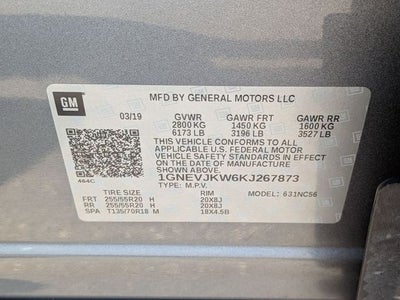 GM
MFD BY GENERAL MOTORS LLC
03/19 GVWR GAWR FRT GAWR RR
2800 KG 1450 KG 1600 KG
6173 LB 3196 LB 3527 LB
THIS VEHICLE CONFORMS TO ALL
APPLICABLE U.S. FEDERAL MOTOR
VEHICLE SAFETY STANDARDS IN EFFECT ON
THE DATE OF MANUFACTURE
SHOWN ABOVE.
1GNEVJKW6KJ267873
464C TYPE: M.P.V. MODEL: 631NC56
TIRE SIZE RIM
FRT 255/55R20 H 20X8J
RR 255/55R20 H 20X8J
SPA T135/70R18 M 18X4.5B